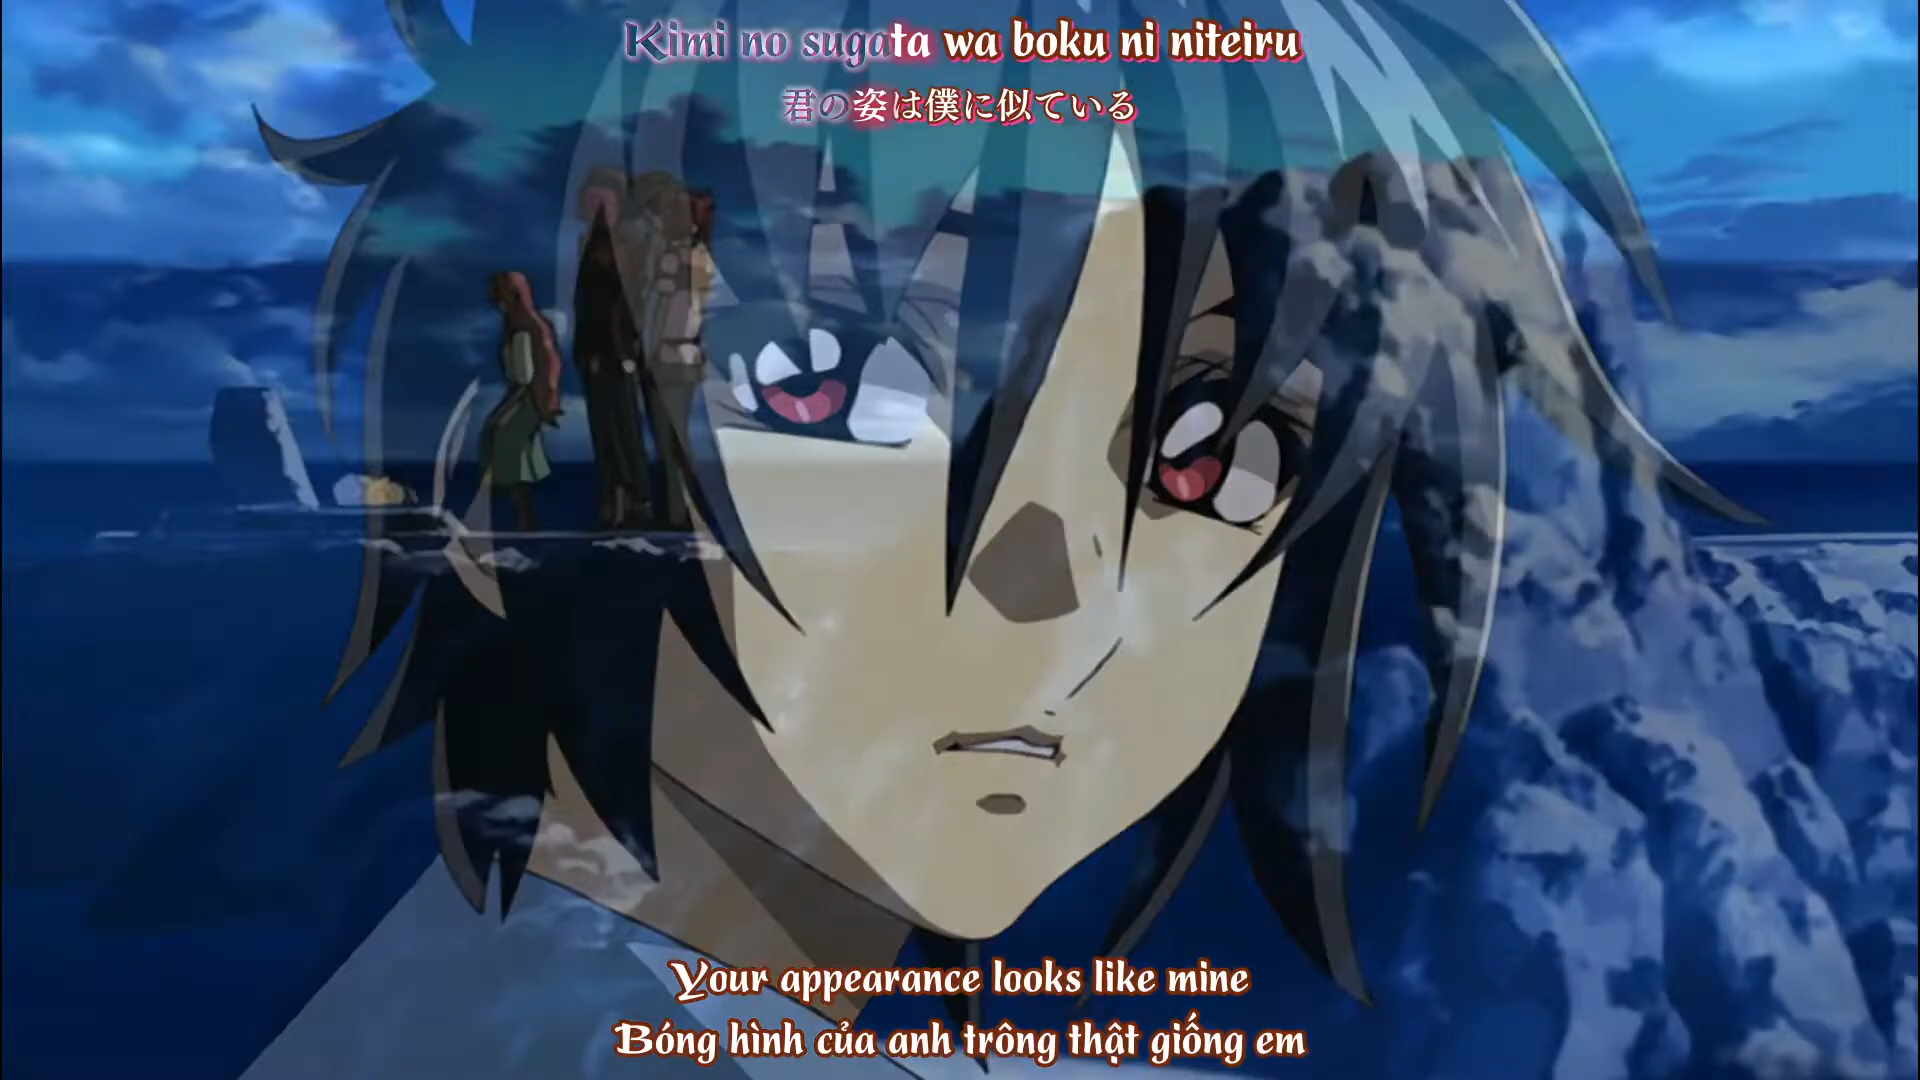 Kimi no sugata wa boku ni niteiru
君の姿は僕に似ている
Your appearance looks like mine
Bóng hình của anh trông thật giống em